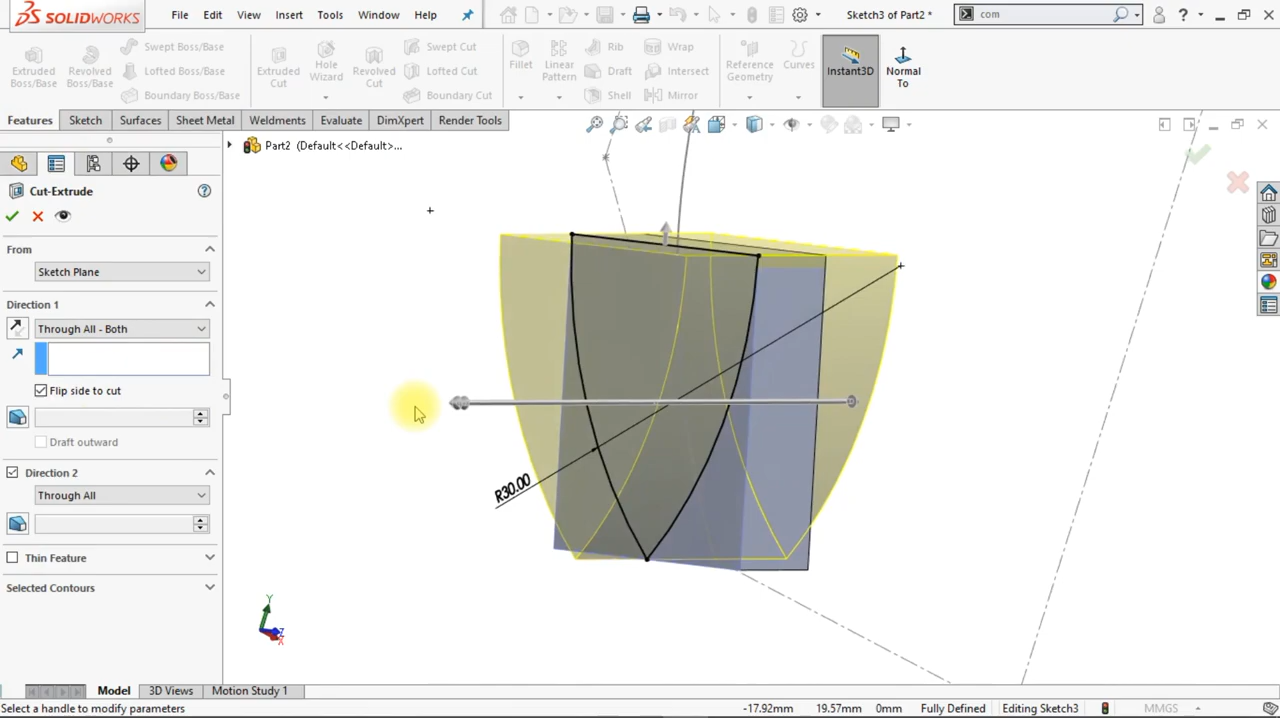 SOLIDWORKS File Edit View Insert Tools Window Help Sketch3 of Part2 * com
Extruded Boss/Base
Revolved Boss/Base
Swept Boss/Base
Lofted Boss/Base
Boundary Boss/Base
Extruded Cut
Hole Wizard
Revolved Cut
Swept Cut
Lofted Cut
Boundary Cut
Fillet
Linear Pattern
Rib
Draft
Shell
Wrap
Intersect
Mirror
Reference Geometry
Curves
Instant3D
Normal To
Features Sketch Surfaces Sheet Metal Weldments Evaluate DimXpert Render Tools
Part2 (Default<<Default>...
Cut-Extrude
From
Sketch Plane
Direction 1
Through All - Both
Flip side to cut
Draft outward
Direction 2
Through All
Thin Feature
Selected Contours
R30.00
Y
Z
X
Model 3D Views Motion Study 1
Select a handle to modify parameters -17.92mm 19.57mm 0mm Fully Defined Editing Sketch3 MMGS